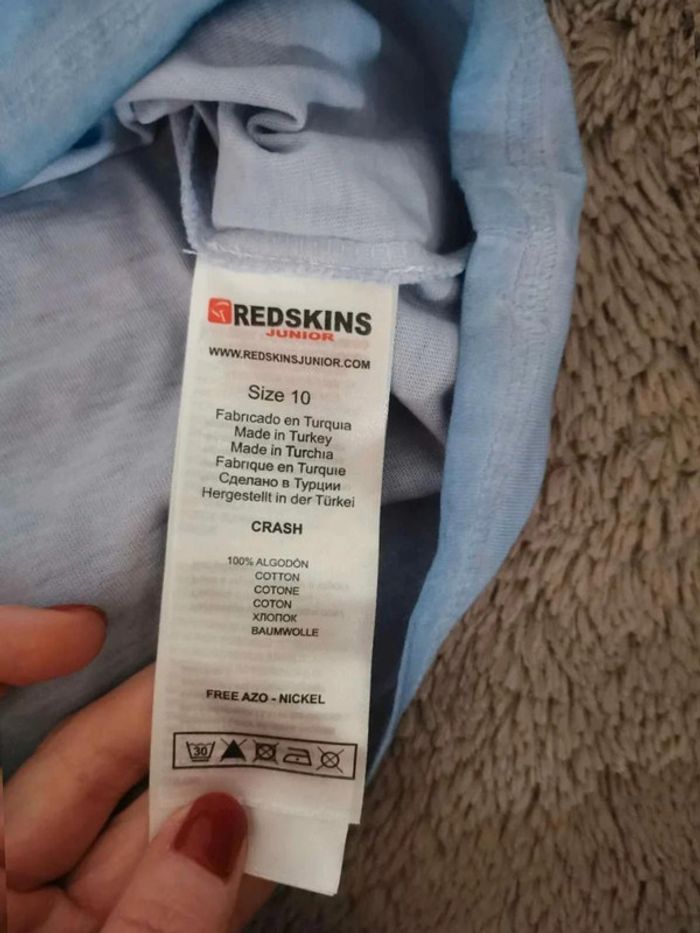 REDSKINS
JUNIOR
WWW.REDSKINSJUNIOR.COM
Size 10
Fabricado en Turquia
Made in Turkey
Made in Turchia
Fabrique en Turquie
Сделано в Турции
Hergestellt in der Türkei
CRASH
100% ALGODÓN
COTTON
COTONE
COTON
ХЛОПОК
BAUMWOLLE
FREE AZO - NICKEL
30